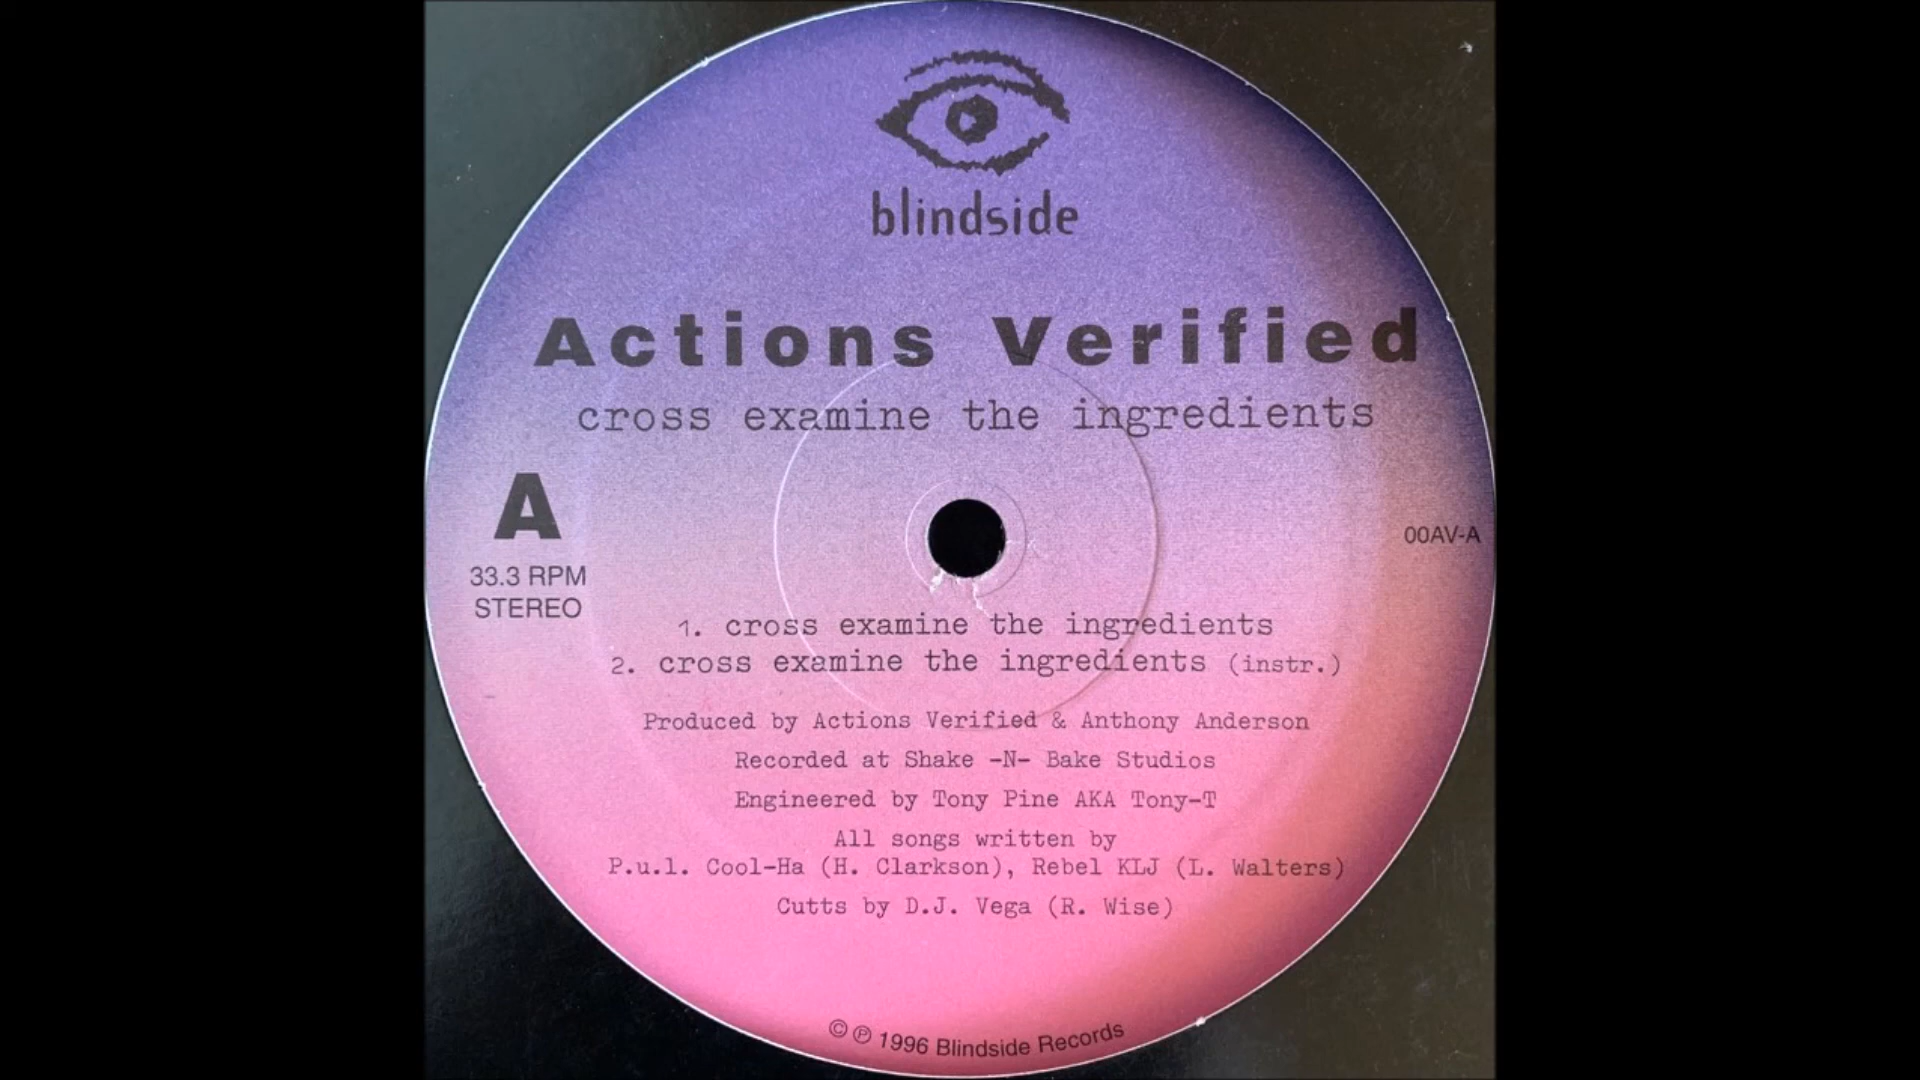 blindside
Actions Verified
cross examine the ingredients
A
33.3 RPM
STEREO
00AV-A
1. cross examine the ingredients
2. cross examine the ingredients (instr.)
Produced by Actions Verified & Anthony Anderson
Recorded at Shake -N- Bake Studios
Engineered by Tony Pine AKA Tony-T
All songs written by
P.u.l. Cool-Ha (H. Clarkson), Rebel KLJ (L. Walters)
Cutts by D.J. Vega (R. Wise)
© ℗ 1996 Blindside Records